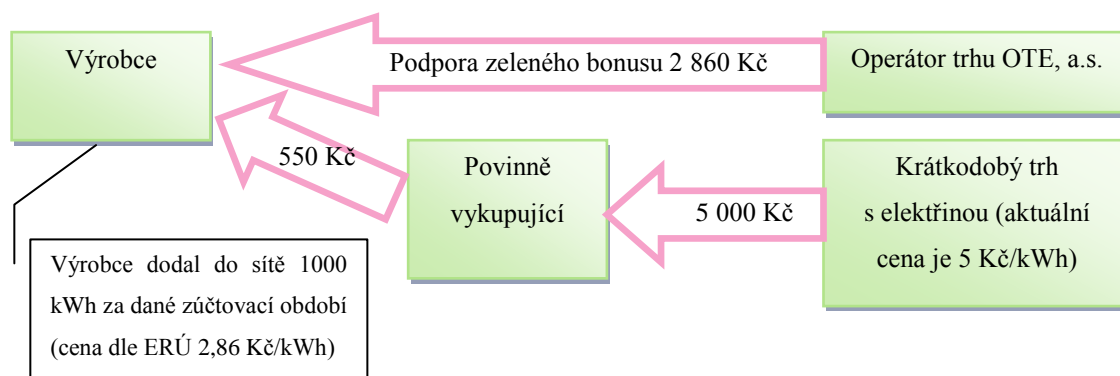 Výrobce
Podpora zeleného bonusu 2 860 Kč
Operátor trhu OTE, a.s.
550 Kč
Povinně
vykupující
5 000 Kč
Krátkodobý trh
s elektřinou (aktuální
cena je 5 Kč/kWh)
Výrobce dodal do sítě 1000
kWh za dané zúčtovací období
(cena dle ERÚ 2,86 Kč/kWh)